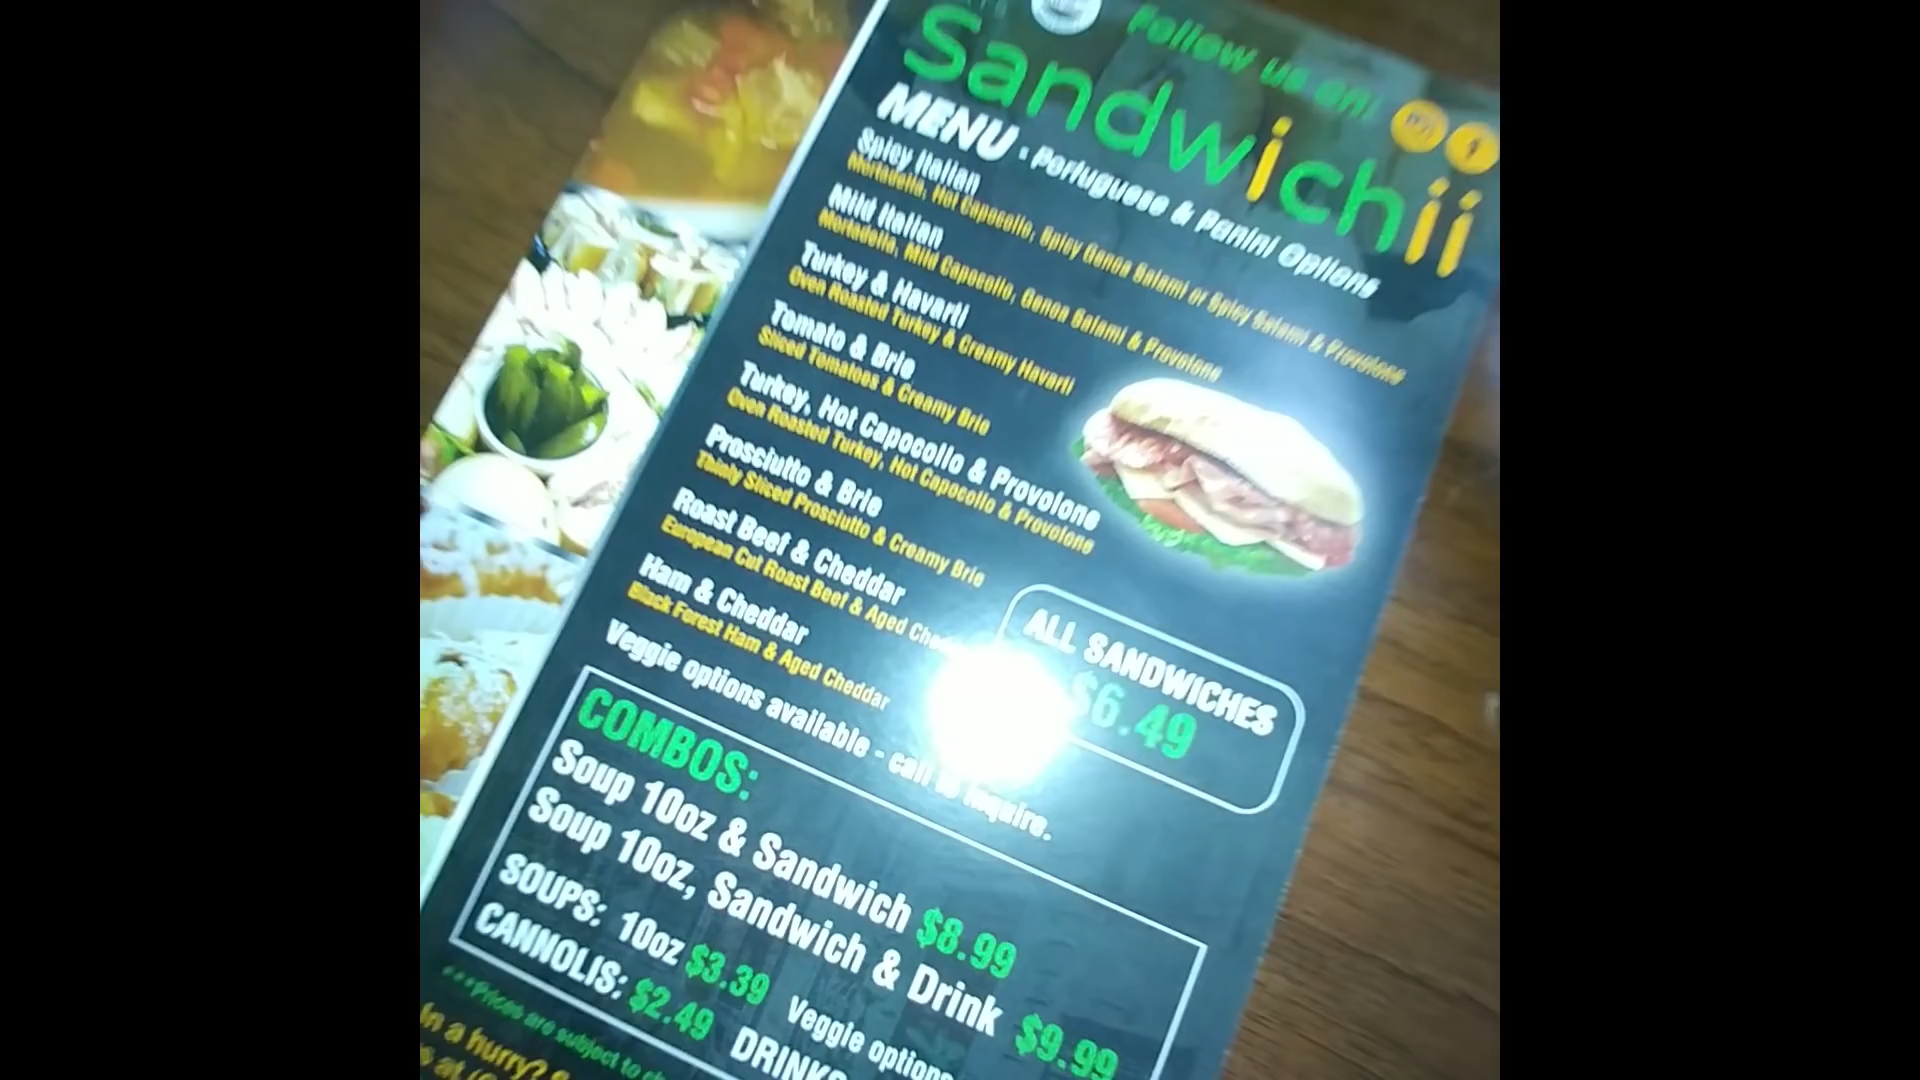 Follow us on:
Sandwichii
MENU - Portuguese & Panini Options
Spicy Italian
Mortadella, Hot Capocollo, Spicy Genoa Salami or Spicy Salami & Provolone
Mild Italian
Mortadella, Mild Capocollo, Genoa Salami & Provolone
Turkey & Havarti
Oven Roasted Turkey & Creamy Havarti
Tomato & Brie
Sliced Tomatoes & Creamy Brie
Turkey, Hot Capocollo & Provolone
Oven Roasted Turkey, Hot Capocollo & Provolone
Prosciutto & Brie
Thinly Sliced Prosciutto & Creamy Brie
Roast Beef & Cheddar
European Cut Roast Beef & Aged
Ham & Cheddar
Black Forest Ham & Aged Cheddar
Veggie options available - call to inquire.
ALL SANDWICHES
$6.49
COMBOS:
Soup 10oz & Sandwich $8.99
Soup 10oz, Sandwich & Drink $9.99
SOUPS: 10oz $3.39 Veggie options
CANNOLIS: $2.49 DRINKS
***Prices are subject to
In a hurry?
at